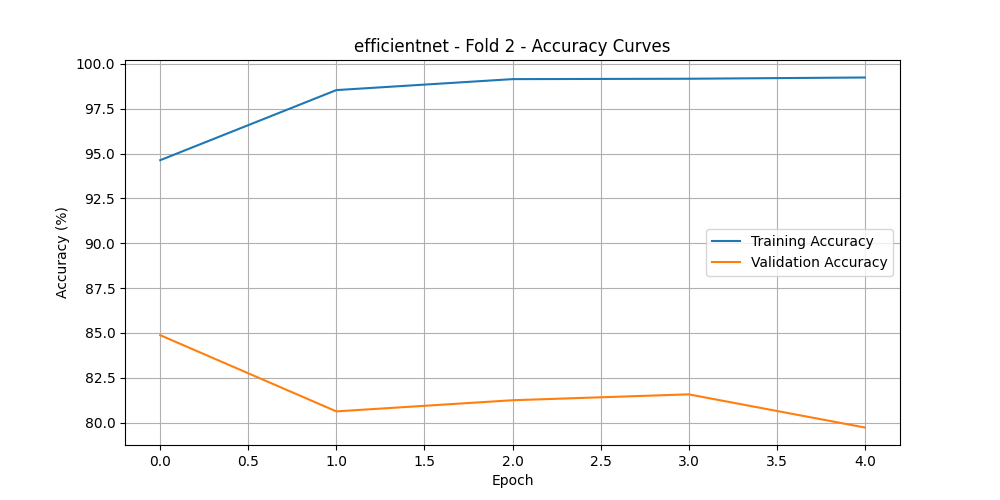 efficientnet - Fold 2 - Accuracy Curves
100.0
97.5
95.0
92.5
90.0
87.5
85.0
82.5
80.0
Accuracy (%)
Training Accuracy
Validation Accuracy
0.0 0.5 1.0 1.5 2.0 2.5 3.0 3.5 4.0
Epoch